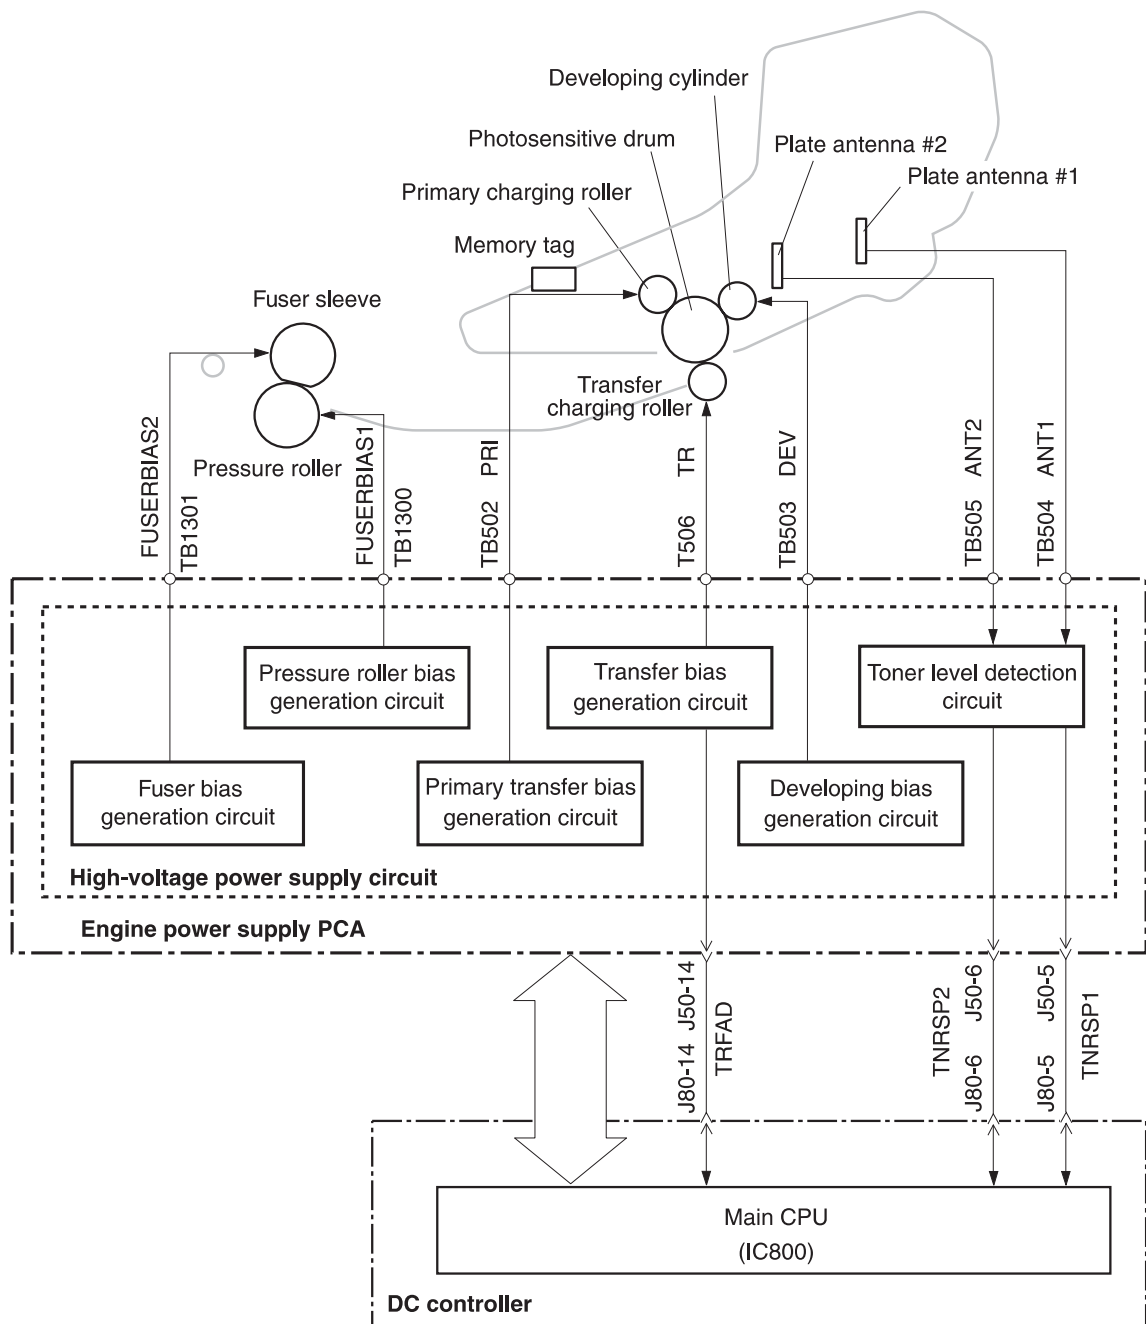 Developing cylinder
Photosensitive drum
Plate antenna #2
Plate antenna #1
Primary charging roller
Memory tag
Fuser sleeve
Transfer
charging roller
Pressure roller
FUSERBIAS2
TB1301
FUSERBIAS1
TB1300
TB502 PRI
T506 TR
TB503 DEV
TB505 ANT2
TB504 ANT1
Pressure roller bias
generation circuit
Transfer bias
generation circuit
Toner level detection
circuit
Fuser bias
generation circuit
Primary transfer bias
generation circuit
Developing bias
generation circuit
High-voltage power supply circuit
Engine power supply PCA
J80-14 J50-14
TRFAD
TNRSP2
J80-6 J50-6
J80-5 J50-5
TNRSP1
Main CPU
(IC800)
DC controller